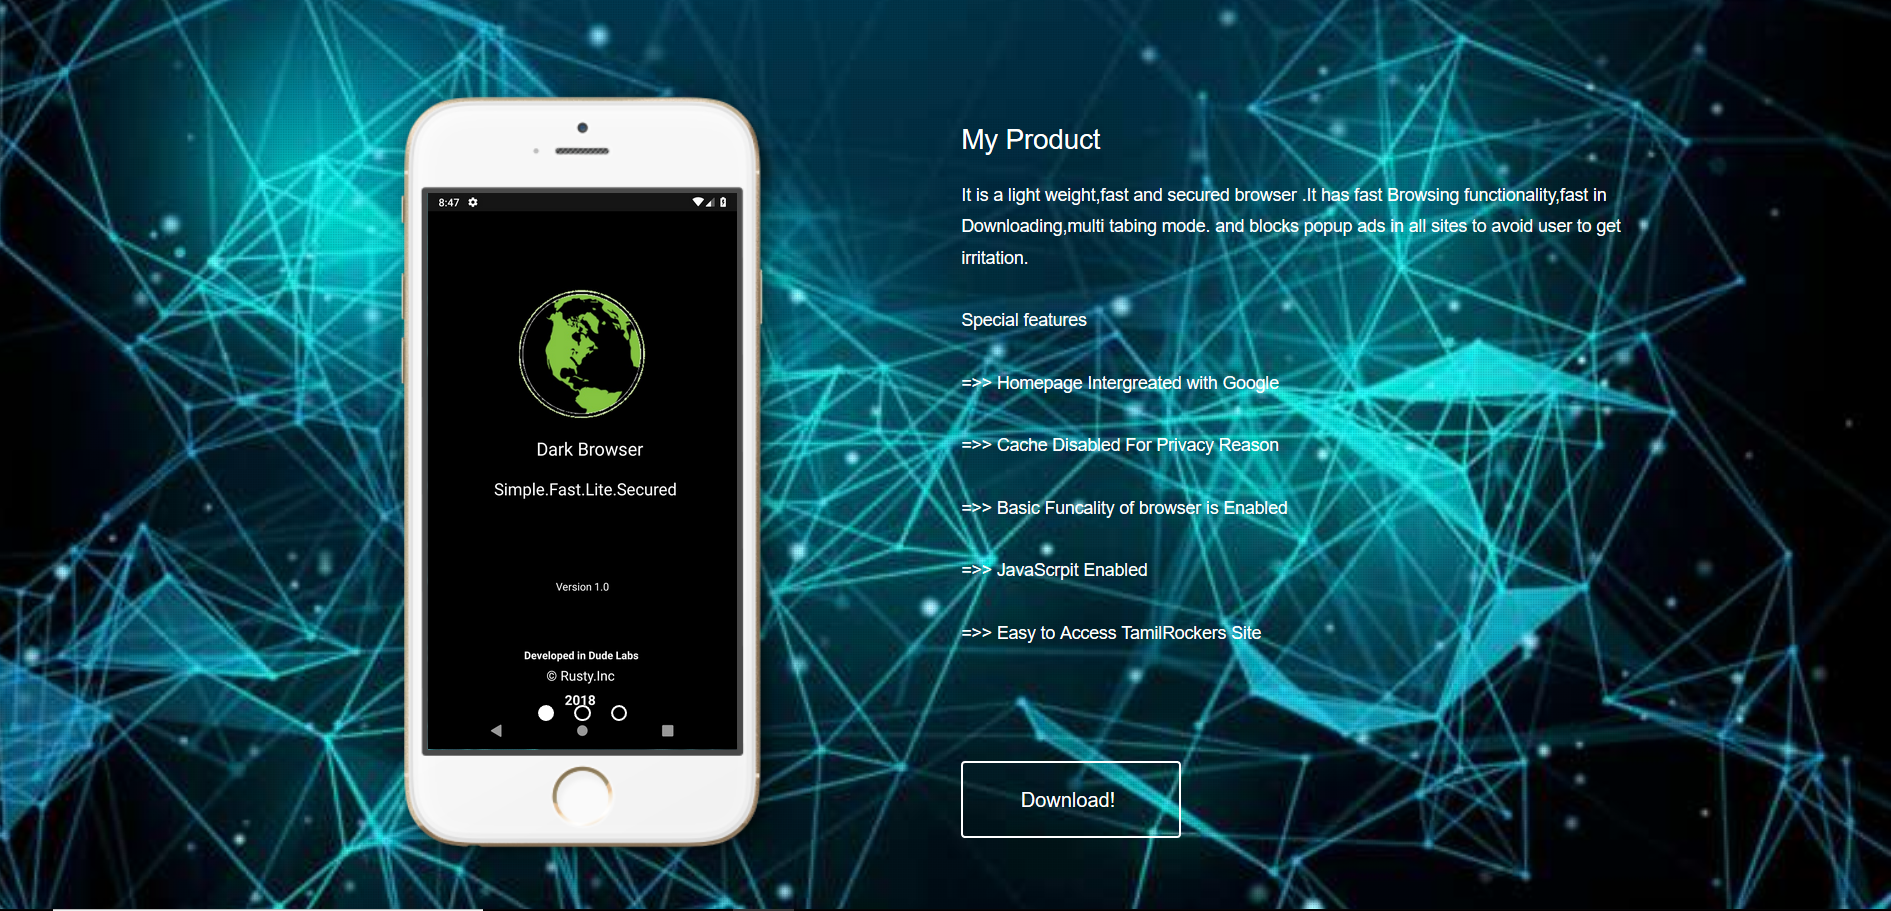 8:47
Dark Browser
Simple.Fast.Lite.Secured
Version 1.0
Developed in Dude Labs
© Rusty.Inc
2018
My Product
It is a light weight,fast and secured browser .It has fast Browsing functionality,fast in
Downloading,multi tabing mode. and blocks popup ads in all sites to avoid user to get
irritation.
Special features
=>> Homepage Intergreated with Google
=>> Cache Disabled For Privacy Reason
=>> Basic Funcality of browser is Enabled
=>> JavaScrpit Enabled
=>> Easy to Access TamilRockers Site
Download!